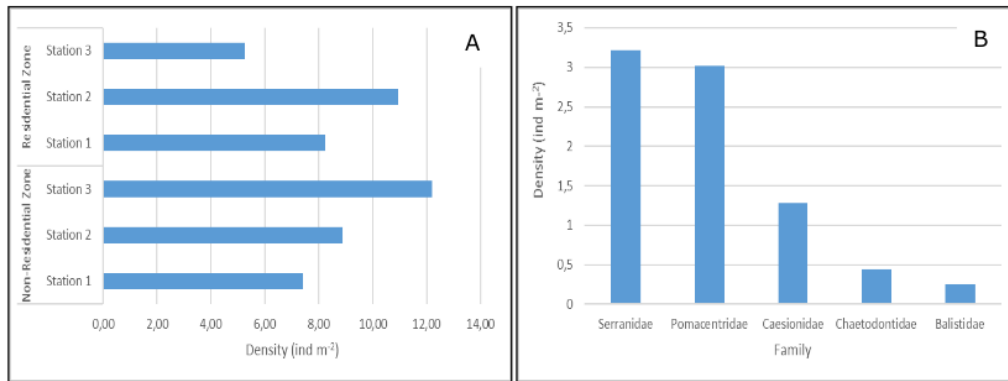 A
Residential Zone
Station 3
Station 2
Station 1
Non-Residential Zone
Station 3
Station 2
Station 1
0,00 2,00 4,00 6,00 8,00 10,00 12,00 14,00
Density (ind m-2)
B
Density (ind m-2)
3,5
3
2,5
2
1,5
1
0,5
0
Serranidae Pomacentridae Caesionidae Chaetodontidae Balistidae
Family